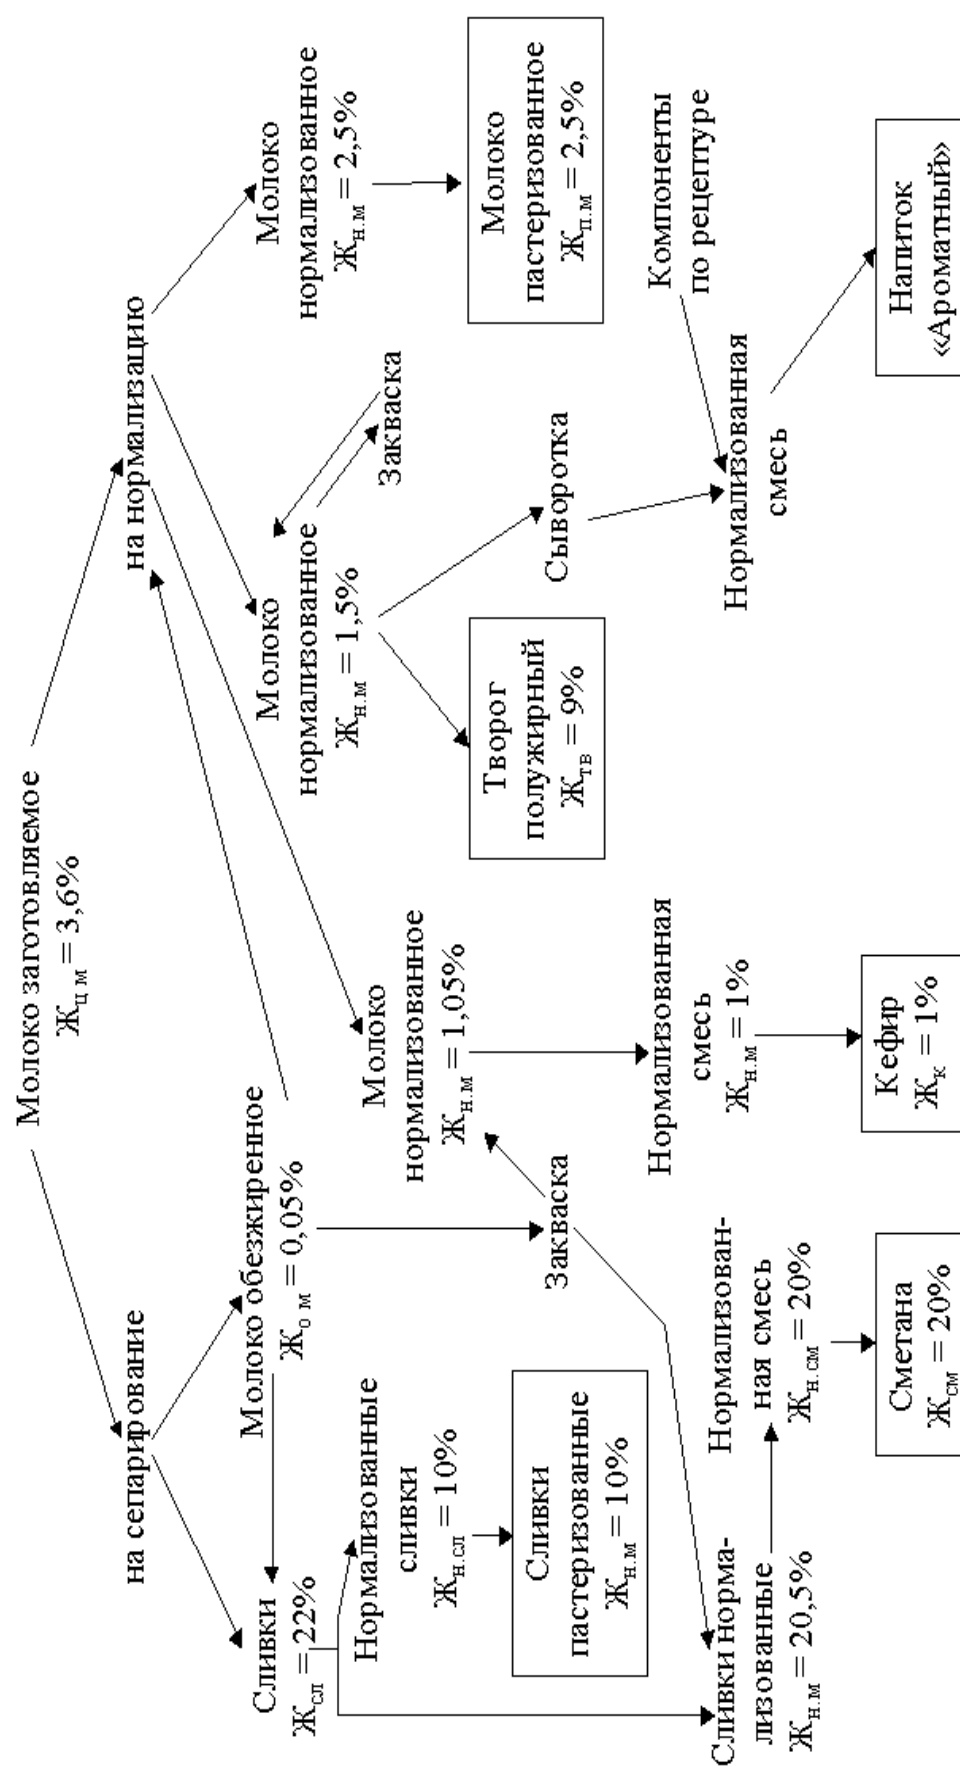 Молоко заготовляемое
Жц м = 3,6%
на сепарирование
на нормализацию
Сливки
Жсл = 22%
Молоко обезжиренное
Жо м = 0,05%
Молоко
нормализованное
Жн.м = 1,5%
Молоко
нормализованное
Жн.м = 2,5%
Нормализованные
сливки
Жн.сл = 10%
Молоко
нормализованное
Жн.м = 1,05%
Закваска
Сливки
пастеризованные
Жн.м = 10%
Закваска
Творог
полужирный
Жтв = 9%
Сыворотка
Молоко
пастеризованное
Жп.м = 2,5%
Сливки норма-
лизованные
Жн.м = 20,5%
Нормализован-
ная смесь
Жн.см = 20%
Нормализованная
смесь
Жн.м = 1%
Нормализованная
смесь
Компоненты
по рецептуре
Сметана
Жсм = 20%
Кефир
Жк = 1%
Напиток
«Ароматный»